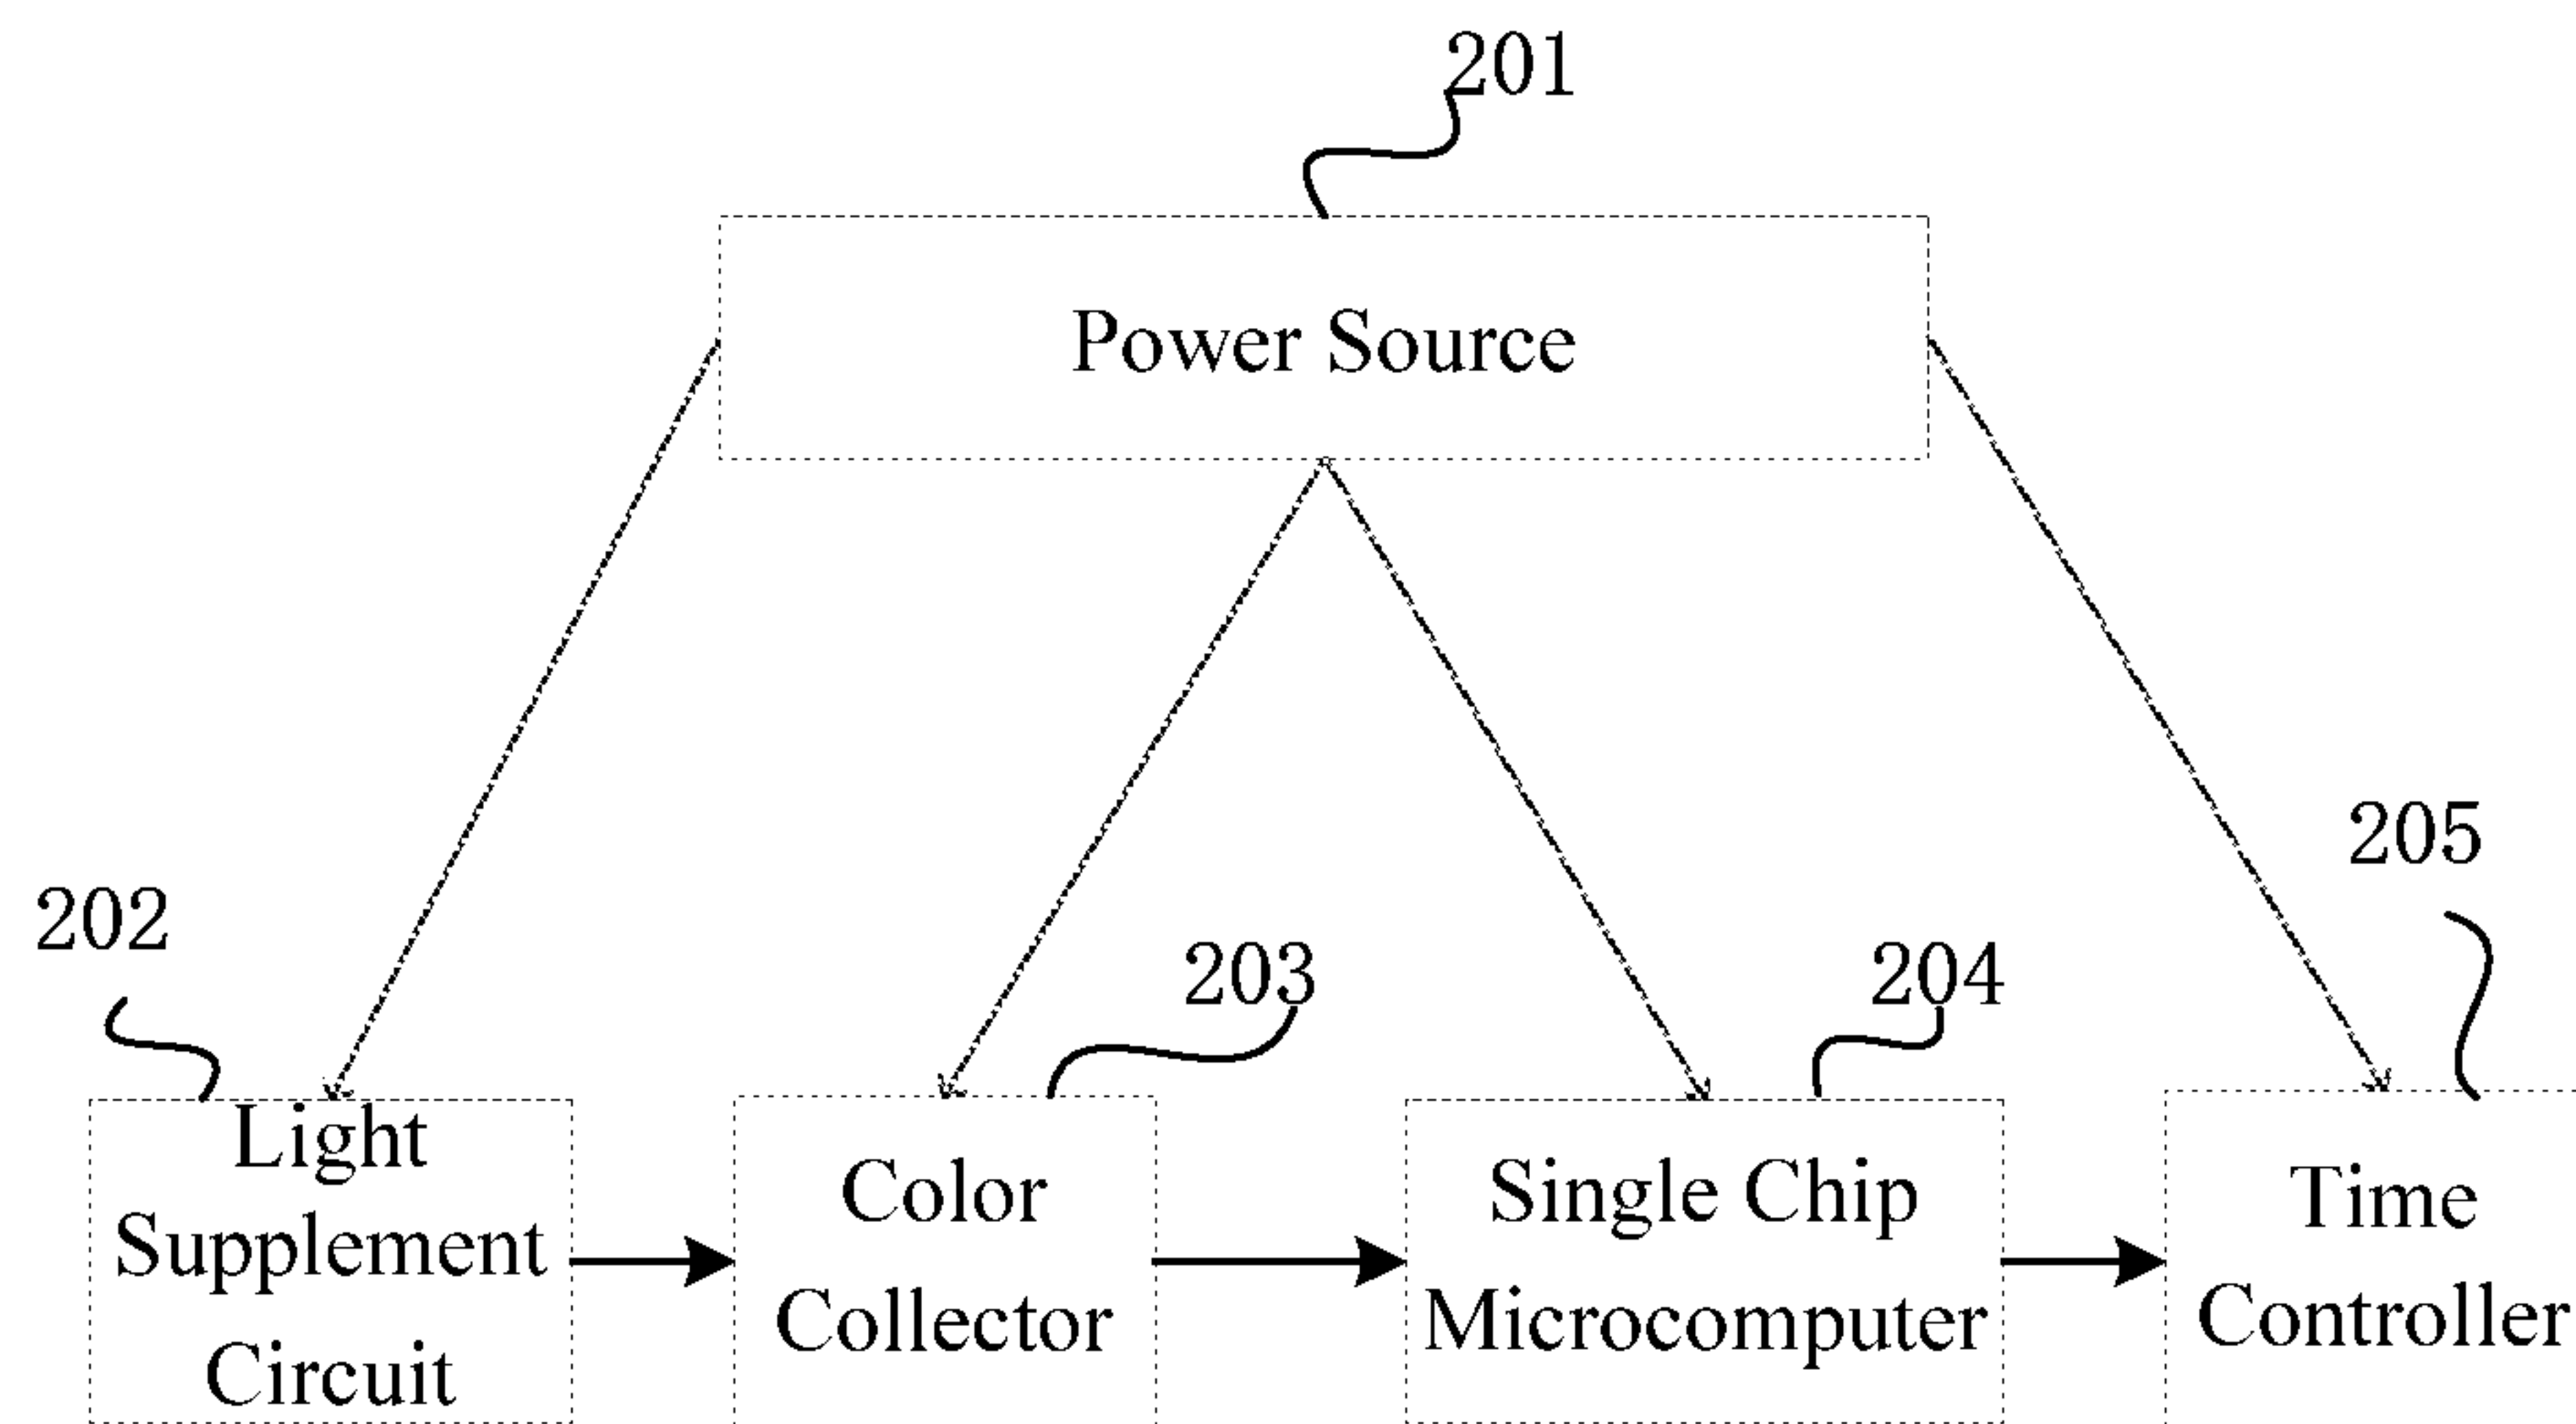 201
Power Source
205
202
203
204
Light
Supplement
Circuit
Color
Collector
Single Chip
Microcomputer
Time
Controller